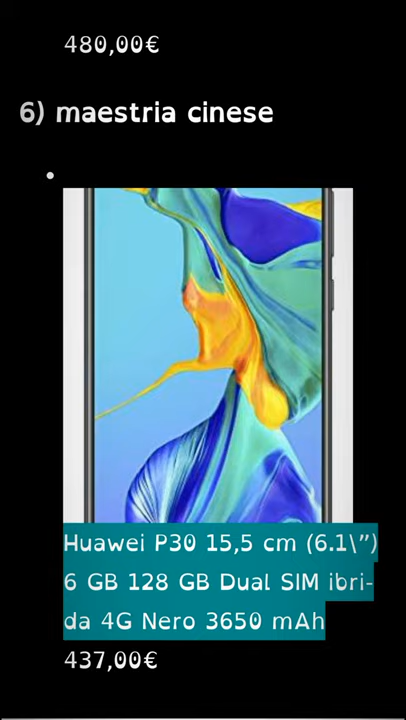 480,00€
6) maestria cinese
Huawei P30 15,5 cm (6.1\")
6 GB 128 GB Dual SIM ibri-
da 4G Nero 3650 mAh
437,00€